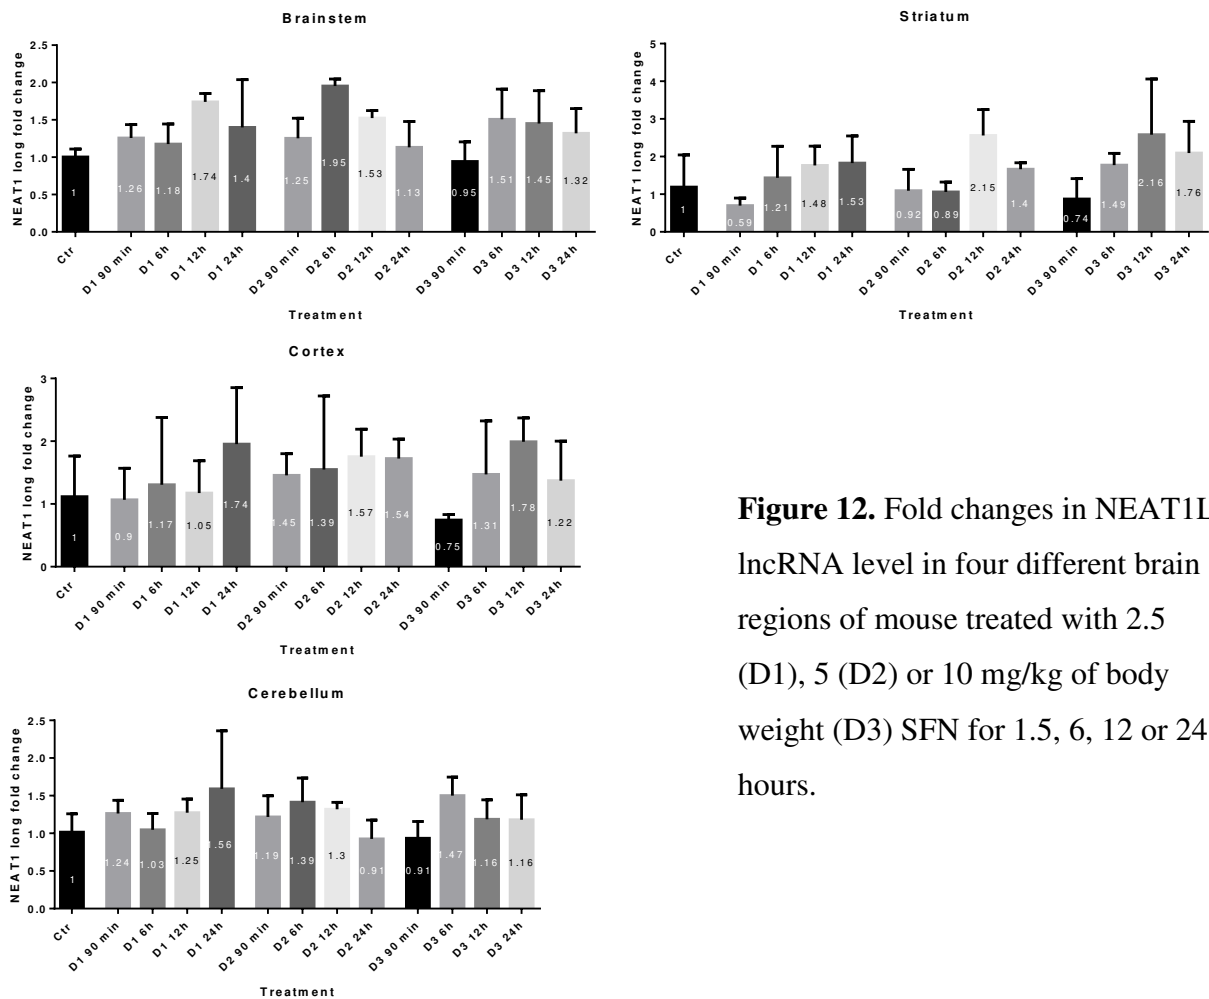 Brainstem
NEAT1 long fold change
2.5
2.0
1.5
1.0
0.5
0.0
1
1.26
1.18
1.74
1.4
1.25
1.95
1.53
1.13
0.95
1.51
1.45
1.32
Ctr
D1 90 min
D1 6h
D1 12h
D1 24h
D2 90 min
D2 6h
D2 12h
D2 24h
D3 90 min
D3 6h
D3 12h
D3 24h
Treatment
Striatum
NEAT1 long fold change
5
4
3
2
1
0
1
0.59
1.21
1.48
1.53
0.92
0.89
2.15
1.4
0.74
1.49
2.16
1.76
Ctr
D1 90 min
D1 6h
D1 12h
D1 24h
D2 90 min
D2 6h
D2 12h
D2 24h
D3 90 min
D3 6h
D3 12h
D3 24h
Treatment
Cortex
NEAT1 long fold change
3
2
1
0
1
0.9
1.17
1.05
1.74
1.45
1.39
1.57
1.54
0.75
1.31
1.78
1.22
Ctr
D1 90 min
D1 6h
D1 12h
D1 24h
D2 90 min
D2 6h
D2 12h
D2 24h
D3 90 min
D3 6h
D3 12h
D3 24h
Treatment
Cerebellum
NEAT1 long fold change
2.5
2.0
1.5
1.0
0.5
0.0
1
1.24
1.03
1.25
1.56
1.19
1.39
1.3
0.91
0.91
1.47
1.16
1.16
Ctr
D1 90 min
D1 6h
D1 12h
D1 24h
D2 90 min
D2 6h
D2 12h
D2 24h
D3 90 min
D3 6h
D3 12h
D3 24h
Treatment
Figure 12. Fold changes in NEAT1L
lncRNA level in four different brain
regions of mouse treated with 2.5
(D1), 5 (D2) or 10 mg/kg of body
weight (D3) SFN for 1.5, 6, 12 or 24
hours.